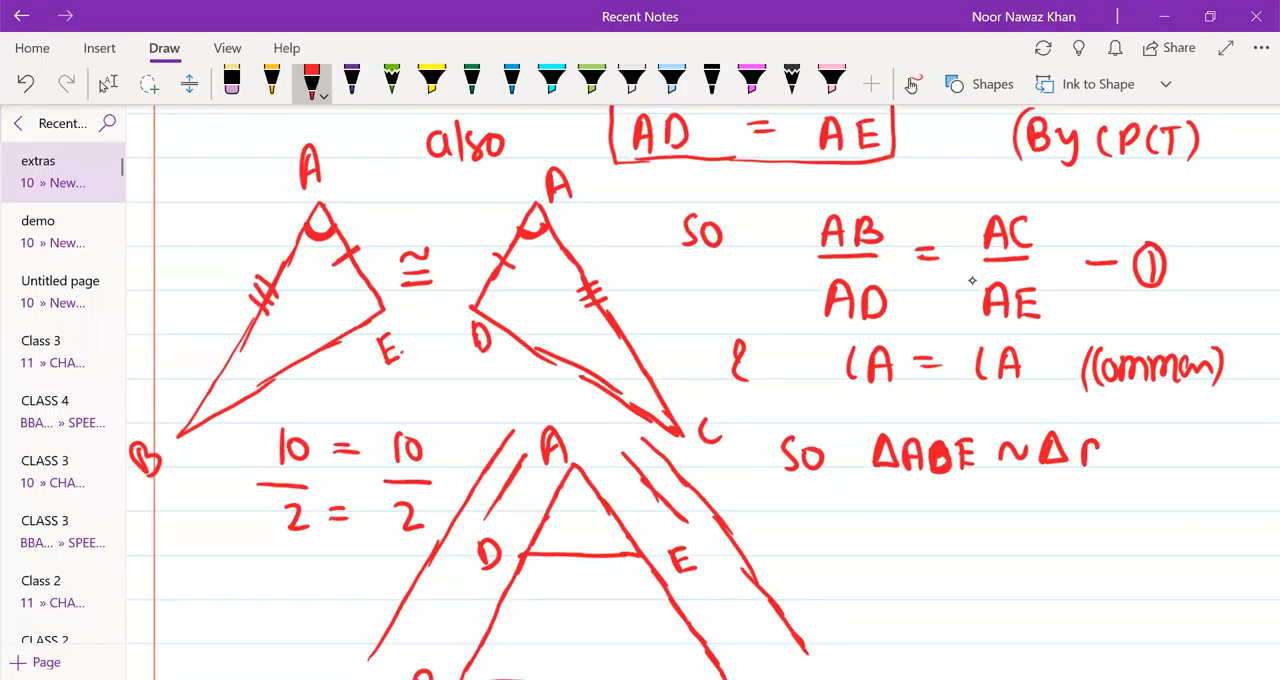 Recent Notes
Noor Nawaz Khan
Home Insert Draw View Help
Share
Shapes
Ink to Shape
Recent...
extras
10 » New...
demo
10 » New...
Untitled page
10 » New...
Class 3
11 » CHA...
CLASS 4
BBA... » SPEE...
CLASS 3
10 » CHA...
CLASS 3
BBA... » SPEE...
Class 2
11 » CHA...
CLASS 2
Page
also
AD = AE (By CPCT)
A
A
≅
B
E.
D
C
so AB/AD = AC/AE - ①
& ∠A = ∠A (Common)
so ΔABE ~ Δ
10 = 10
2 = 2
A
D
E